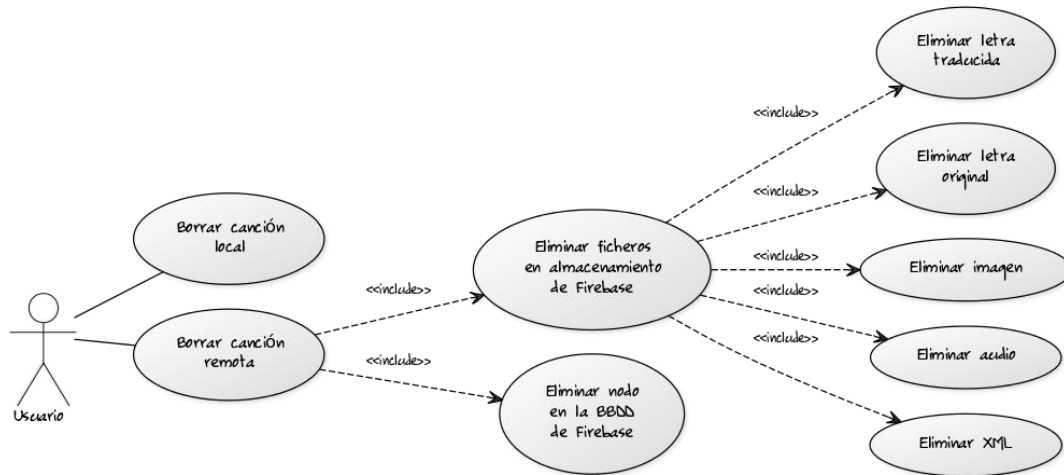 Eliminar letra
traducida
<<include>>
Eliminar letra
original
<<include>>
Borrar canción
local
Eliminar ficheros
en almacenamiento
de Firebase
<<include>>
Eliminar imagen
<<include>>
<<include>>
Borrar canción
remota
<<include>>
<<include>>
Eliminar audio
Eliminar nodo
en la BBDD
de Firebase
Usuario
Eliminar XML